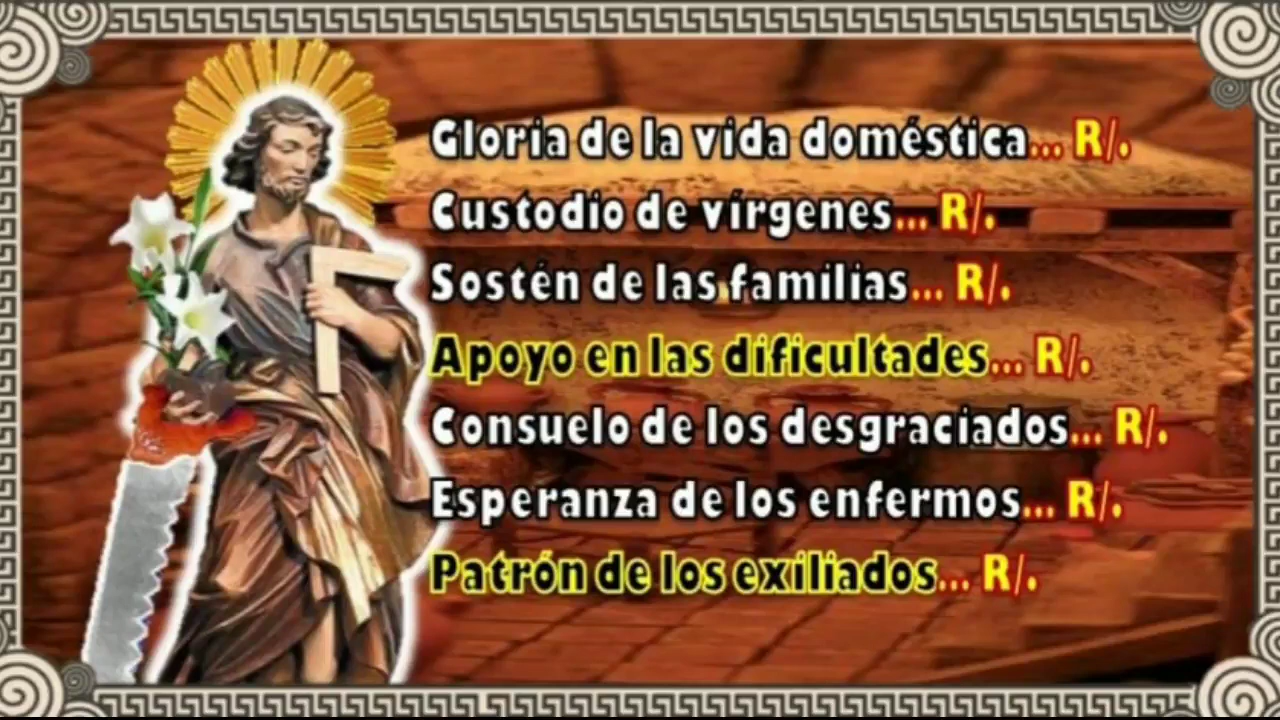 Gloria de la vida doméstica... R/.
Custodio de vírgenes... R/.
Sostén de las familias... R/.
Apoyo en las dificultades... R/.
Consuelo de los desgraciados... R/.
Esperanza de los enfermos... R/.
Patrón de los exiliados... R/.